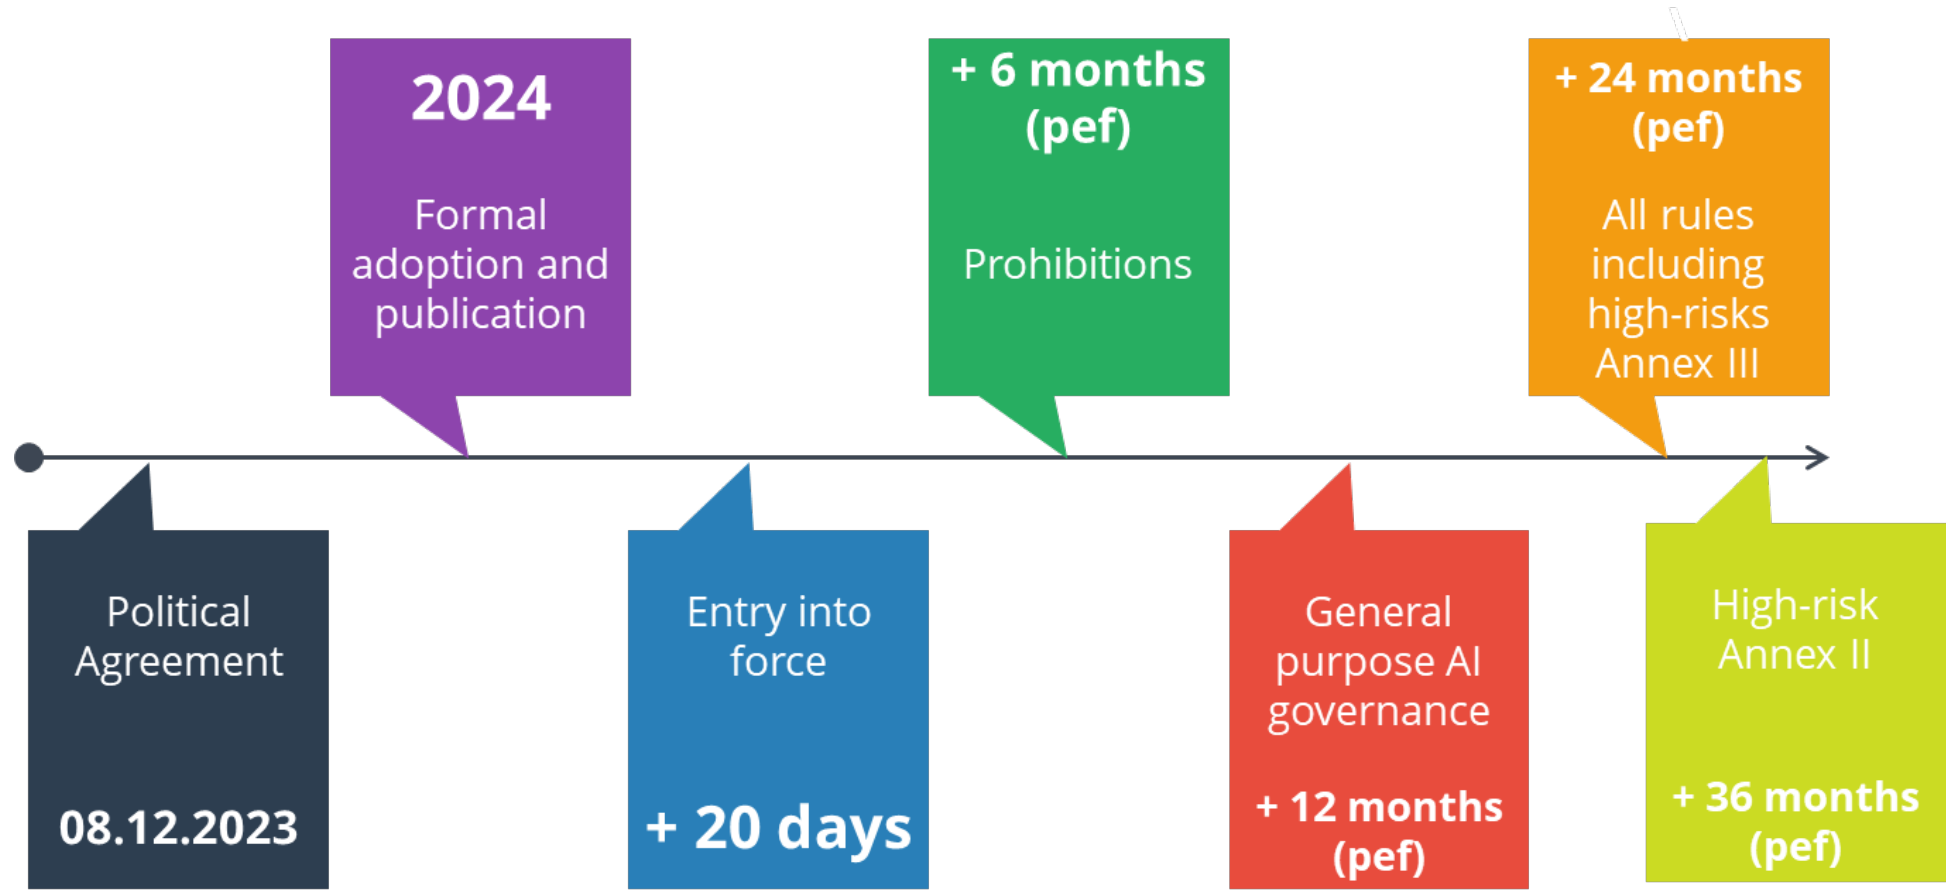 2024
Formal
adoption and
publication
+ 6 months
(pef)
Prohibitions
+ 24 months
(pef)
All rules
including
high-risks
Annex III
Political
Agreement
08.12.2023
Entry into
force
+ 20 days
General
purpose AI
governance
+ 12 months
(pef)
High-risk
Annex II
+ 36 months
(pef)